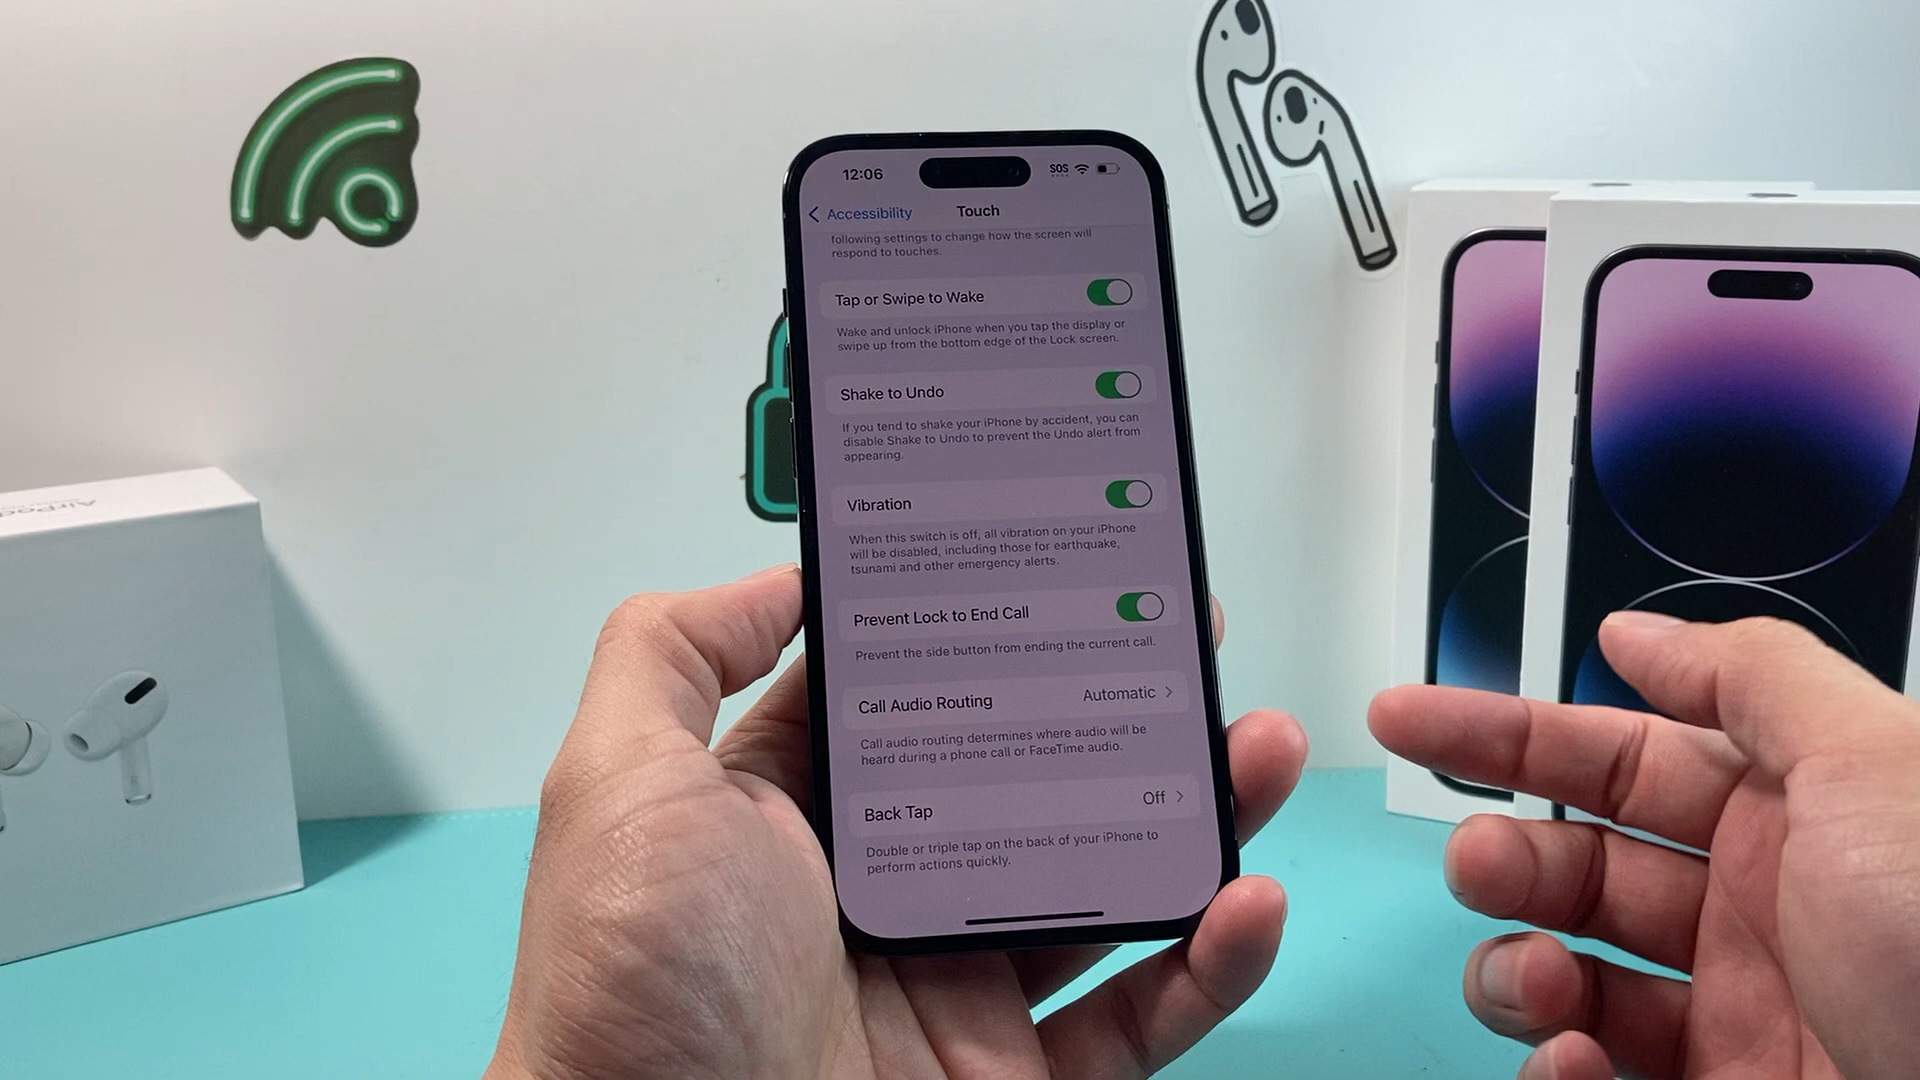 12:06
SOS
Accessibility
Touch
following settings to change how the screen will
respond to touches.
Tap or Swipe to Wake
Wake and unlock iPhone when you tap the display or
swipe up from the bottom edge of the Lock screen.
Shake to Undo
If you tend to shake your iPhone by accident, you can
disable Shake to Undo to prevent the Undo alert from
appearing.
Vibration
When this switch is off, all vibration on your iPhone
will be disabled, including those for earthquake,
tsunami and other emergency alerts.
Prevent Lock to End Call
Prevent the side button from ending the current call.
Call Audio Routing
Automatic
Call audio routing determines where audio will be
heard during a phone call or FaceTime audio.
Back Tap
Off
Double or triple tap on the back of your iPhone to
perform actions quickly.